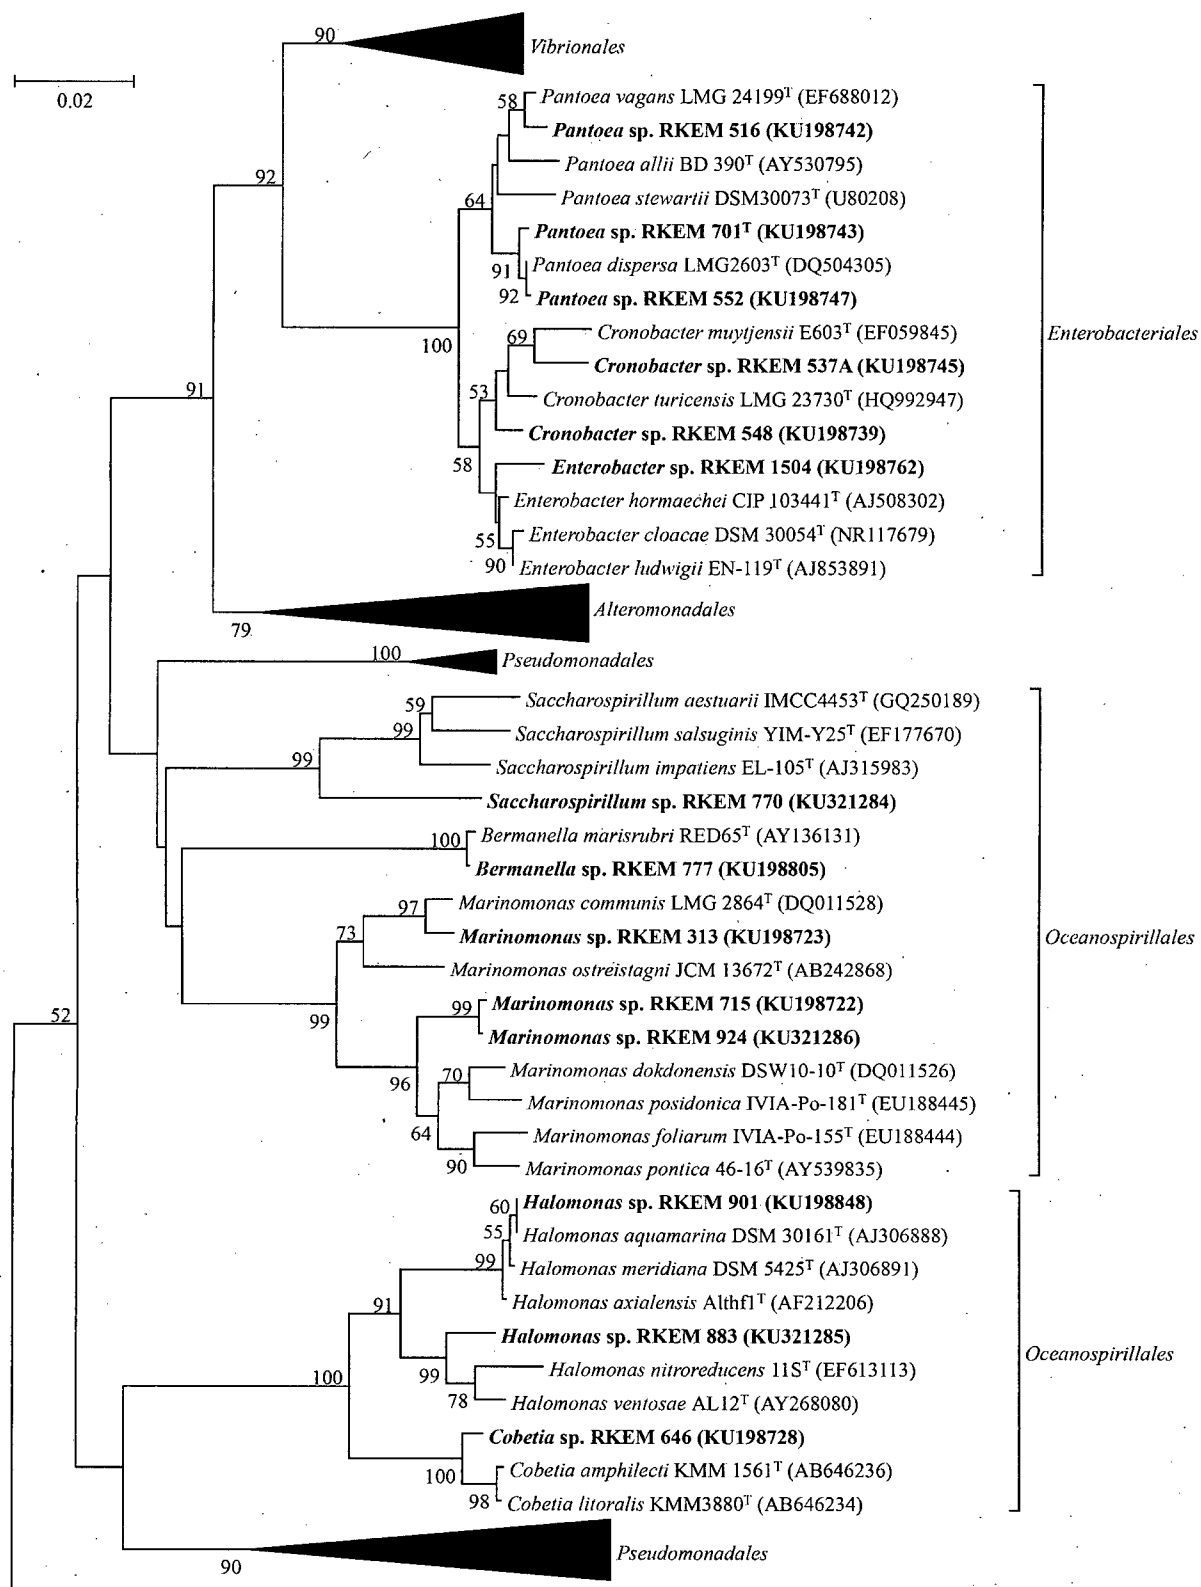 90
Vibrionales
0.02
58
Pantoea vagans LMG 24199ᵀ (EF688012)
Pantoea sp. RKEM 516 (KU198742)
Pantoea allii BD 390ᵀ (AY530795)
92
64
Pantoea stewartii DSM30073ᵀ (U80208)
Pantoea sp. RKEM 701ᵀ (KU198743)
91
Pantoea dispersa LMG2603ᵀ (DQ504305)
92
Pantoea sp. RKEM 552 (KU198747)
100
69
Cronobacter muytjensii E603ᵀ (EF059845)
Enterobacteriales
Cronobacter sp. RKEM 537A (KU198745)
91
53
Cronobacter turicensis LMG 23730ᵀ (HQ992947)
Cronobacter sp. RKEM 548 (KU198739)
58
Enterobacter sp. RKEM 1504 (KU198762)
Enterobacter hormaechei CIP 103441ᵀ (AJ508302)
55
Enterobacter cloacae DSM 30054ᵀ (NR117679)
90
Enterobacter ludwigii EN-119ᵀ (AJ853891)
79
Alteromonadales
100
Pseudomonadales
59
Saccharospirillum aestuarii IMCC4453ᵀ (GQ250189)
99
Saccharospirillum salsuginis YIM-Y25ᵀ (EF177670)
99
Saccharospirillum impatiens EL-105ᵀ (AJ315983)
Saccharospirillum sp. RKEM 770 (KU321284)
100
Bermanella marisrubri RED65ᵀ (AY136131)
Bermanella sp. RKEM 777 (KU198805)
97
Marinomonas communis LMG 2864ᵀ (DQ011528)
73
Marinomonas sp. RKEM 313 (KU198723)
Oceanospirillales
Marinomonas ostreistagni JCM 13672ᵀ (AB242868)
52
99
99
Marinomonas sp. RKEM 715 (KU198722)
Marinomonas sp. RKEM 924 (KU321286)
96
70
Marinomonas dokdonensis DSW10-10ᵀ (DQ011526)
Marinomonas posidonica IVIA-Po-181ᵀ (EU188445)
64
Marinomonas foliarum IVIA-Po-155ᵀ (EU188444)
90
Marinomonas pontica 46-16ᵀ (AY539835)
60
Halomonas sp. RKEM 901 (KU198848)
55
Halomonas aquamarina DSM 30161ᵀ (AJ306888)
99
Halomonas meridiana DSM 5425ᵀ (AJ306891)
91
Halomonas axialensis Althf1ᵀ (AF212206)
Halomonas sp. RKEM 883 (KU321285)
Oceanospirillales
100
99
Halomonas nitroreducens 11Sᵀ (EF613113)
78
Halomonas ventosae AL12ᵀ (AY268080)
Cobetia sp. RKEM 646 (KU198728)
100
Cobetia amphilecti KMM 1561ᵀ (AB646236)
98
Cobetia litoralis KMM3880ᵀ (AB646234)
90
Pseudomonadales